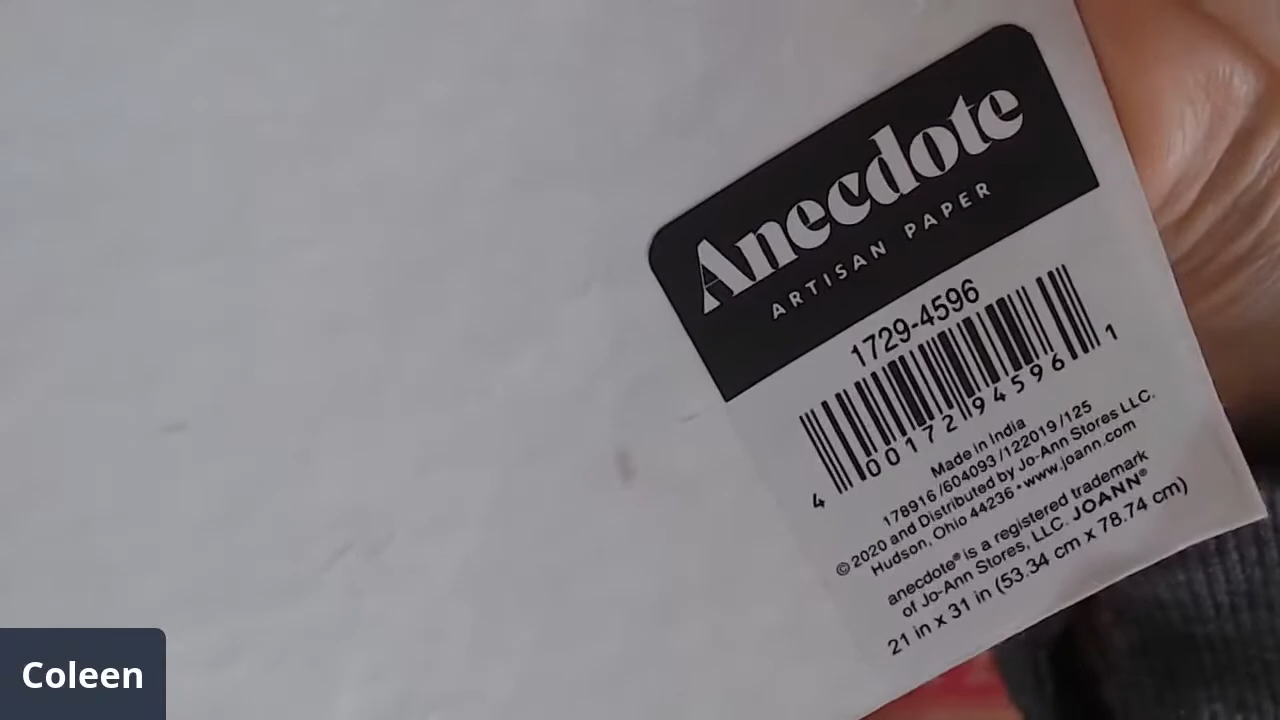 Anecdote
ARTISAN PAPER
1729-4596
4 00172 94596 1
Made in India
178916 /604093 /122019 /125
©2020 and Distributed by Jo-Ann Stores LLC.
Hudson, Ohio 44236 • www.joann.com
anecdote® is a registered trademark
of Jo-Ann Stores, LLC. JOANN®
21 in x 31 in (53.34 cm x 78.74 cm)
Coleen